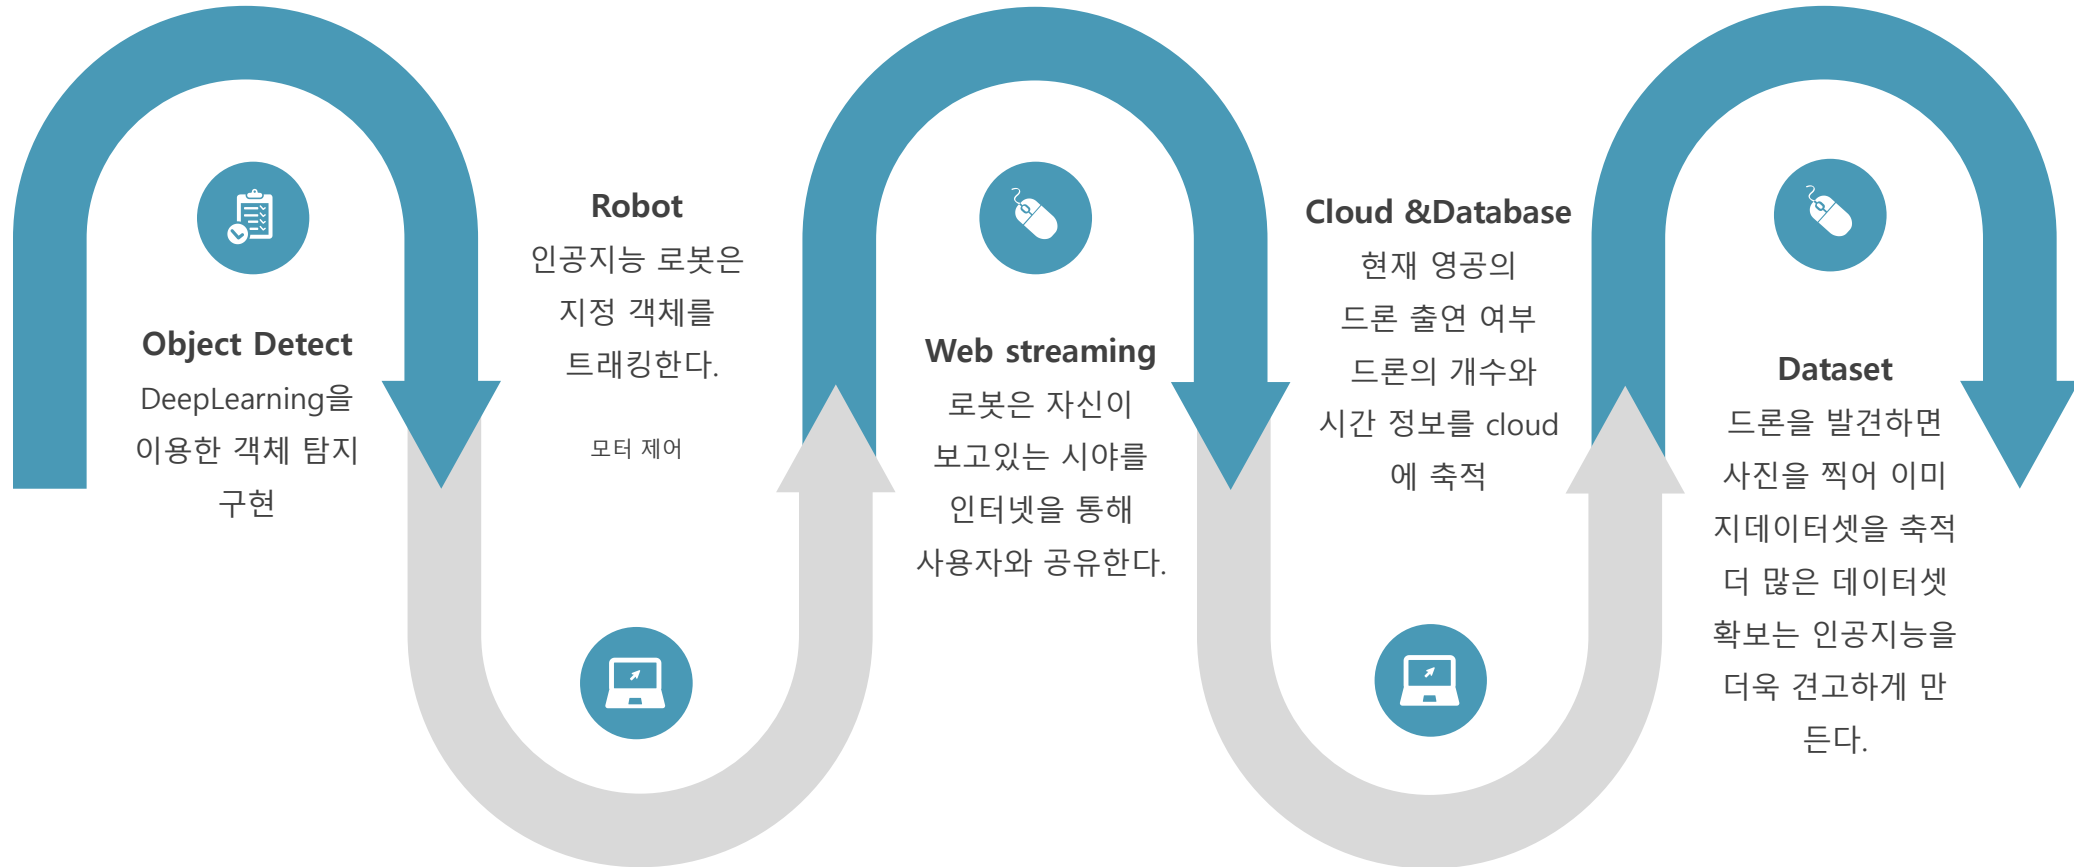 Object Detect
DeepLearning을
이용한 객체 탐지
구현
Robot
인공지능 로봇은
지정 객체를
트래킹한다.
모터 제어
Web streaming
로봇은 자신이
보고있는 시야를
인터넷을 통해
사용자와 공유한다.
Cloud &Database
현재 영공의
드론 출연 여부
드론의 개수와
시간 정보를 cloud
에 축적
Dataset
드론을 발견하면
사진을 찍어 이미
지데이터셋을 축적
더 많은 데이터셋
확보는 인공지능을
더욱 견고하게 만
든다.